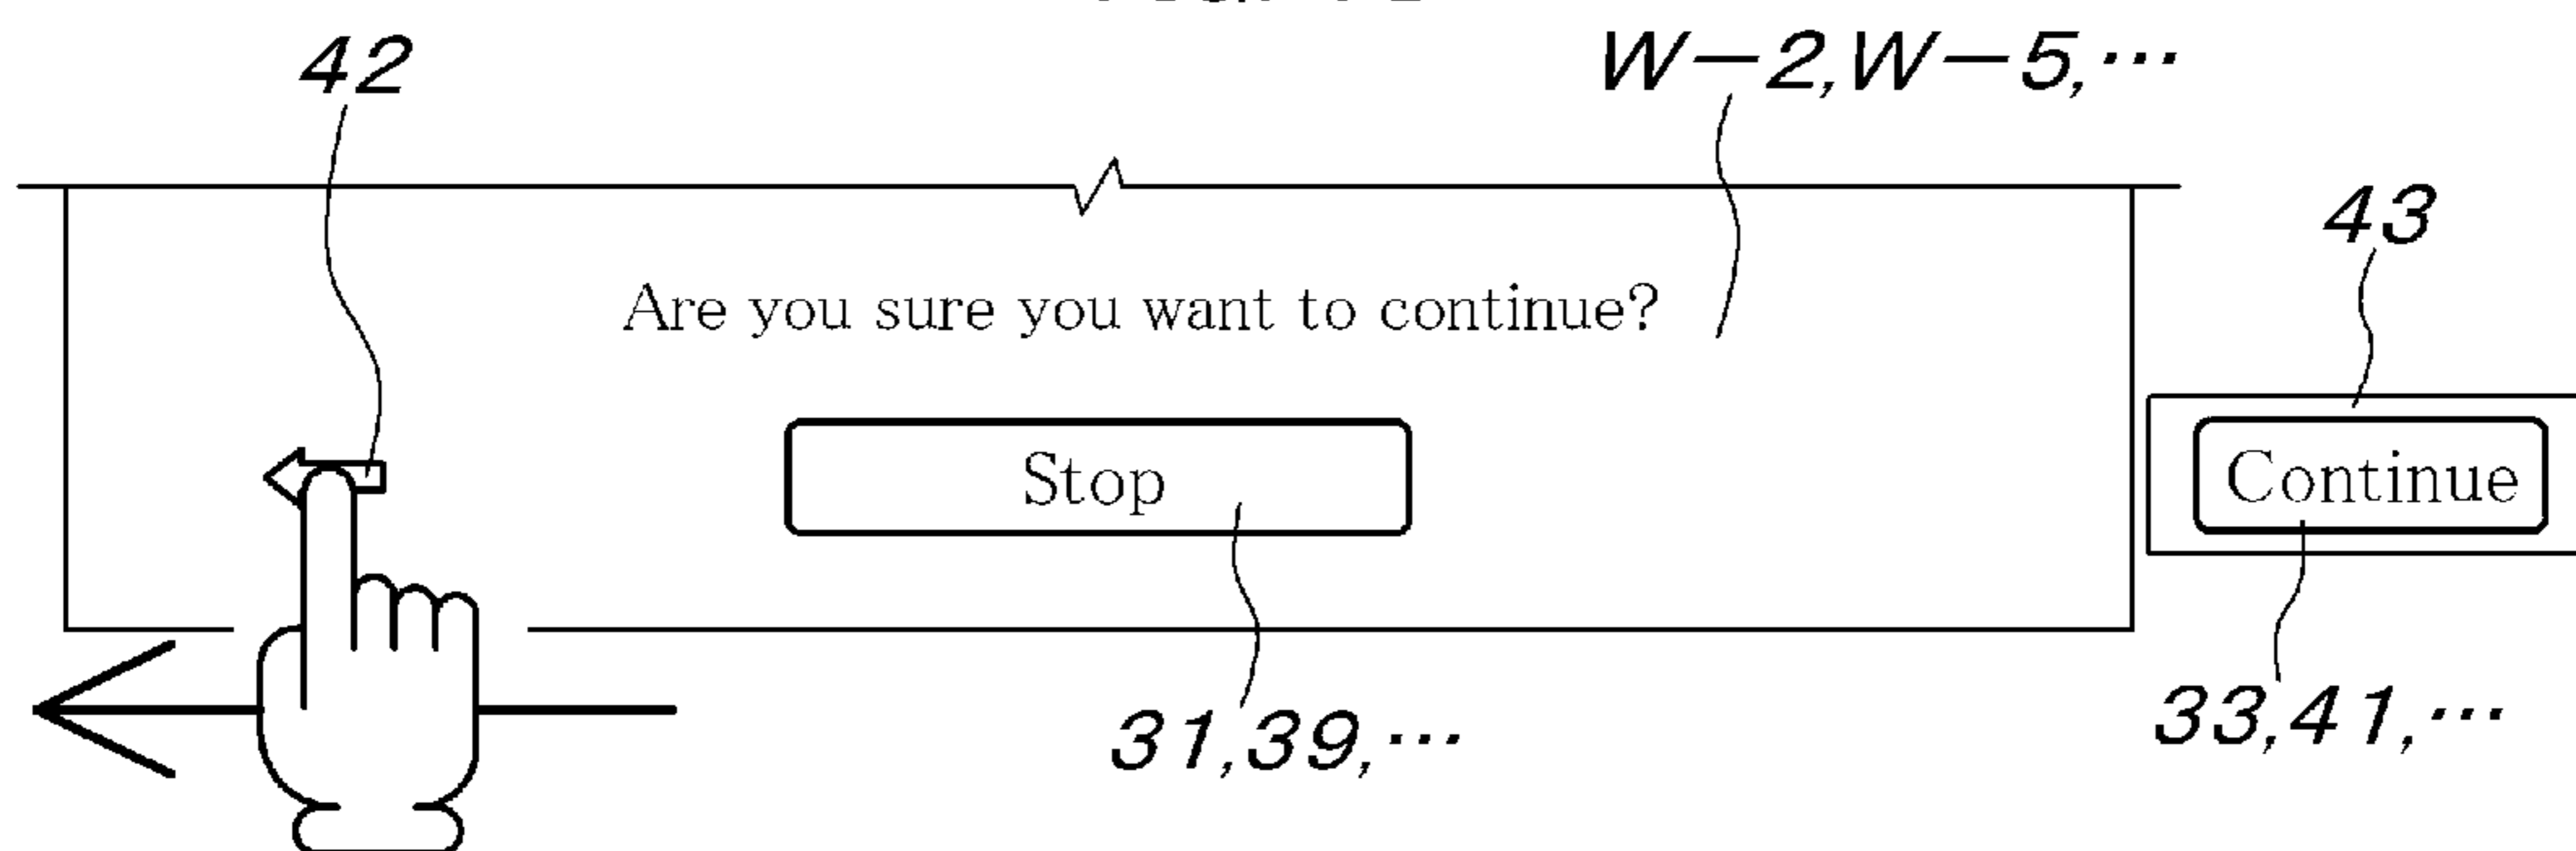 42
W-2,W-5,···
43
Are you sure you want to continue?
Stop
Continue
31,39,···
33,41,···